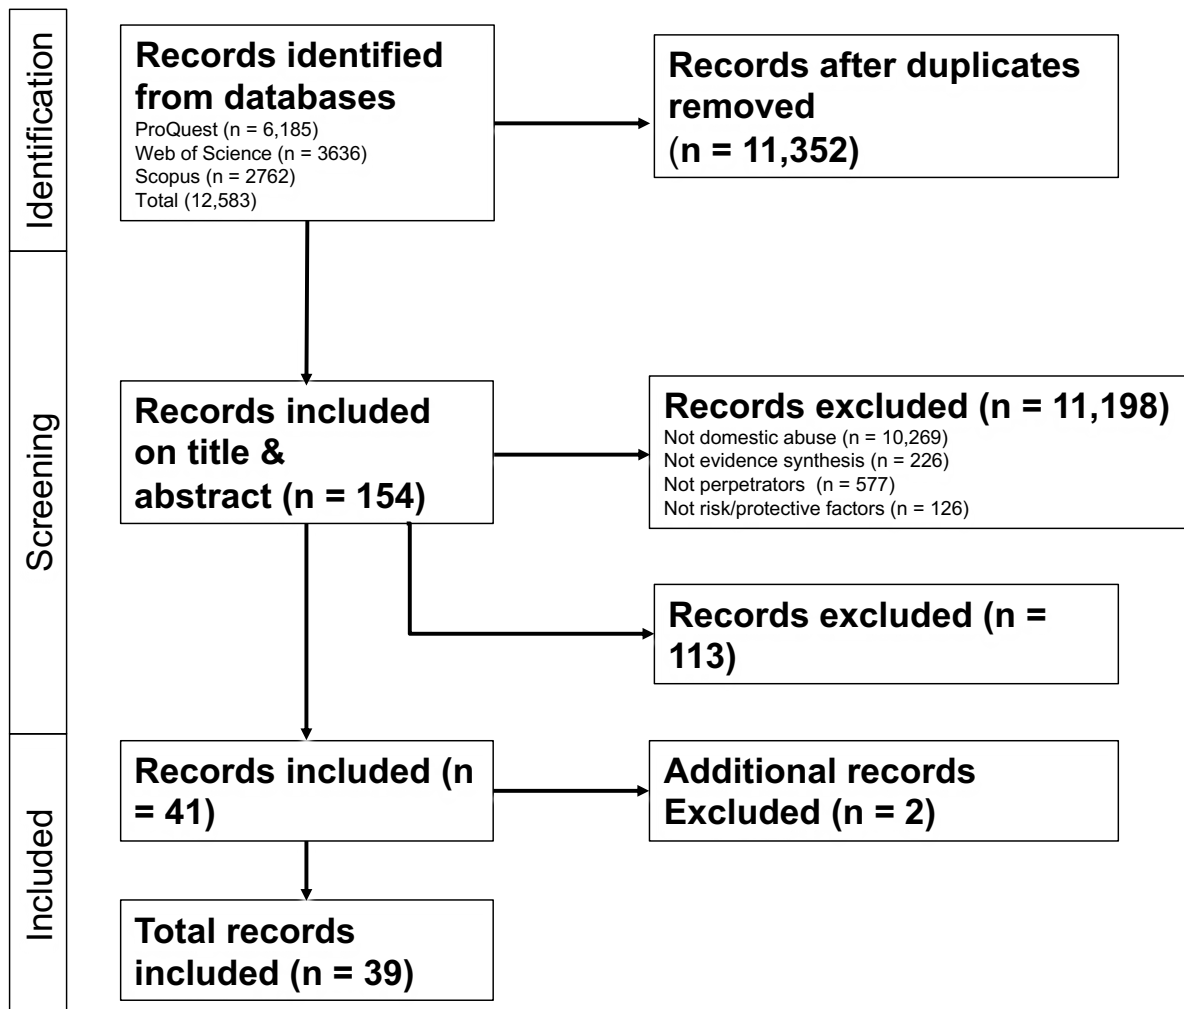 Identification
Records identified
from databases
ProQuest (n = 6,185)
Web of Science (n = 3636)
Scopus (n = 2762)
Total (12,583)
Records after duplicates
removed
(n = 11,352)
Screening
Records included
on title &
abstract (n = 154)
Records excluded (n = 11,198)
Not domestic abuse (n = 10,269)
Not evidence synthesis (n = 226)
Not perpetrators (n = 577)
Not risk/protective factors (n = 126)
Records excluded (n =
113)
Included
Records included (n
= 41)
Additional records
Excluded (n = 2)
Total records
included (n = 39)